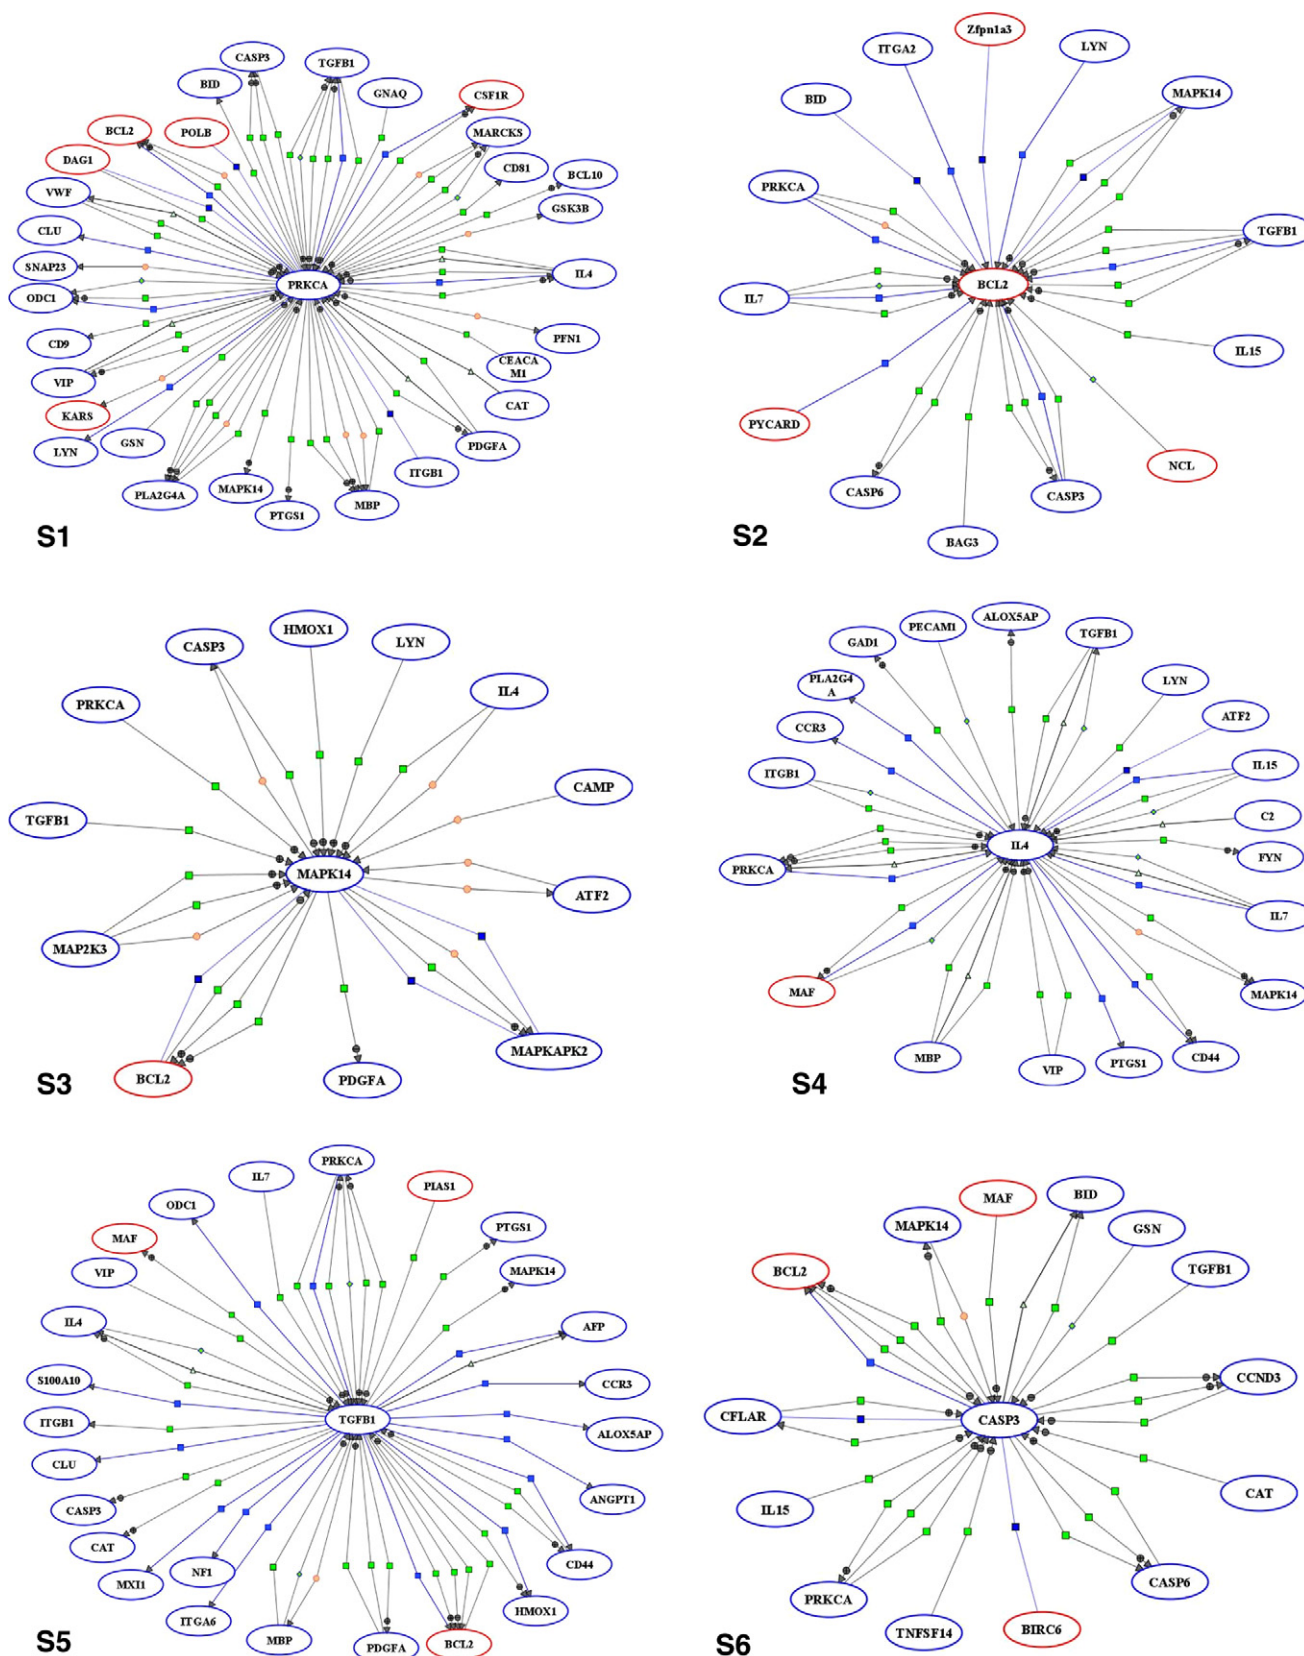 CASP3
TGFB1
BID
GNAQ
CSF1R
BCL2
POLB
MARCKS
DAG1
CD81
BCL10
VWF
GSK3B
CLU
SNAP23
IL4
ODC1
PRKCA
CD9
PFN1
VIP
CEACA
M1
KARS
CAT
LYN
GSN
PDGFA
PLA2G4A
MAPK14
ITGB1
PTGS1
MBP
S1
Zfpn1a3
ITGA2
LYN
BID
MAPK14
PRKCA
TGFB1
IL7
BCL2
IL15
PYCARD
NCL
CASP6
CASP3
BAG3
S2
HMOX1
CASP3
LYN
PRKCA
IL4
CAMP
TGFB1
MAPK14
ATF2
MAP2K3
MAPKAPK2
BCL2
PDGFA
S3
ALOX5AP
PECAM1
TGFB1
GAD1
PLA2G4
A
LYN
CCR3
ATF2
ITGB1
IL15
C2
IL4
FYN
PRKCA
IL7
MAF
MAPK14
MBP
CD44
VIP
PTGS1
S4
PRKCA
IL7
PIAS1
ODC1
PTGS1
MAF
VIP
MAPK14
IL4
AFP
S100A10
CCR3
ITGB1
TGFB1
ALOX5AP
CLU
ANGPT1
CASP3
CAT
CD44
MXI1
NF1
HMOX1
ITGA6
MBP
PDGFA
BCL2
S5
MAF
BID
MAPK14
GSN
BCL2
TGFB1
CCND3
CFLAR
CASP3
IL15
CAT
PRKCA
CASP6
TNFSF14
BIRC6
S6